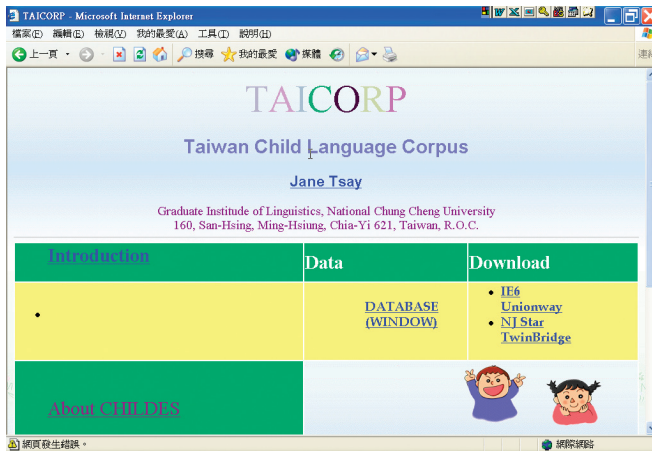 TAICORP - Microsoft Internet Explorer
檔案(F) 編輯(E) 檢視(V) 我的最愛(A) 工具(T) 說明(H)
上一頁 搜尋 我的最愛 媒體
TAICORP
Taiwan Child Language Corpus
Jane Tsay
Graduate Institude of Linguistics, National Chung Cheng University
160, San-Hsing, Ming-Hsiung, Chia-Yi 621, Taiwan, R.O.C.
Introduction Data Download
DATABASE
(WINDOW)
• IE6
Unionway
• NJ Star
TwinBridge
About CHILDES
網頁發生錯誤。 網際網路